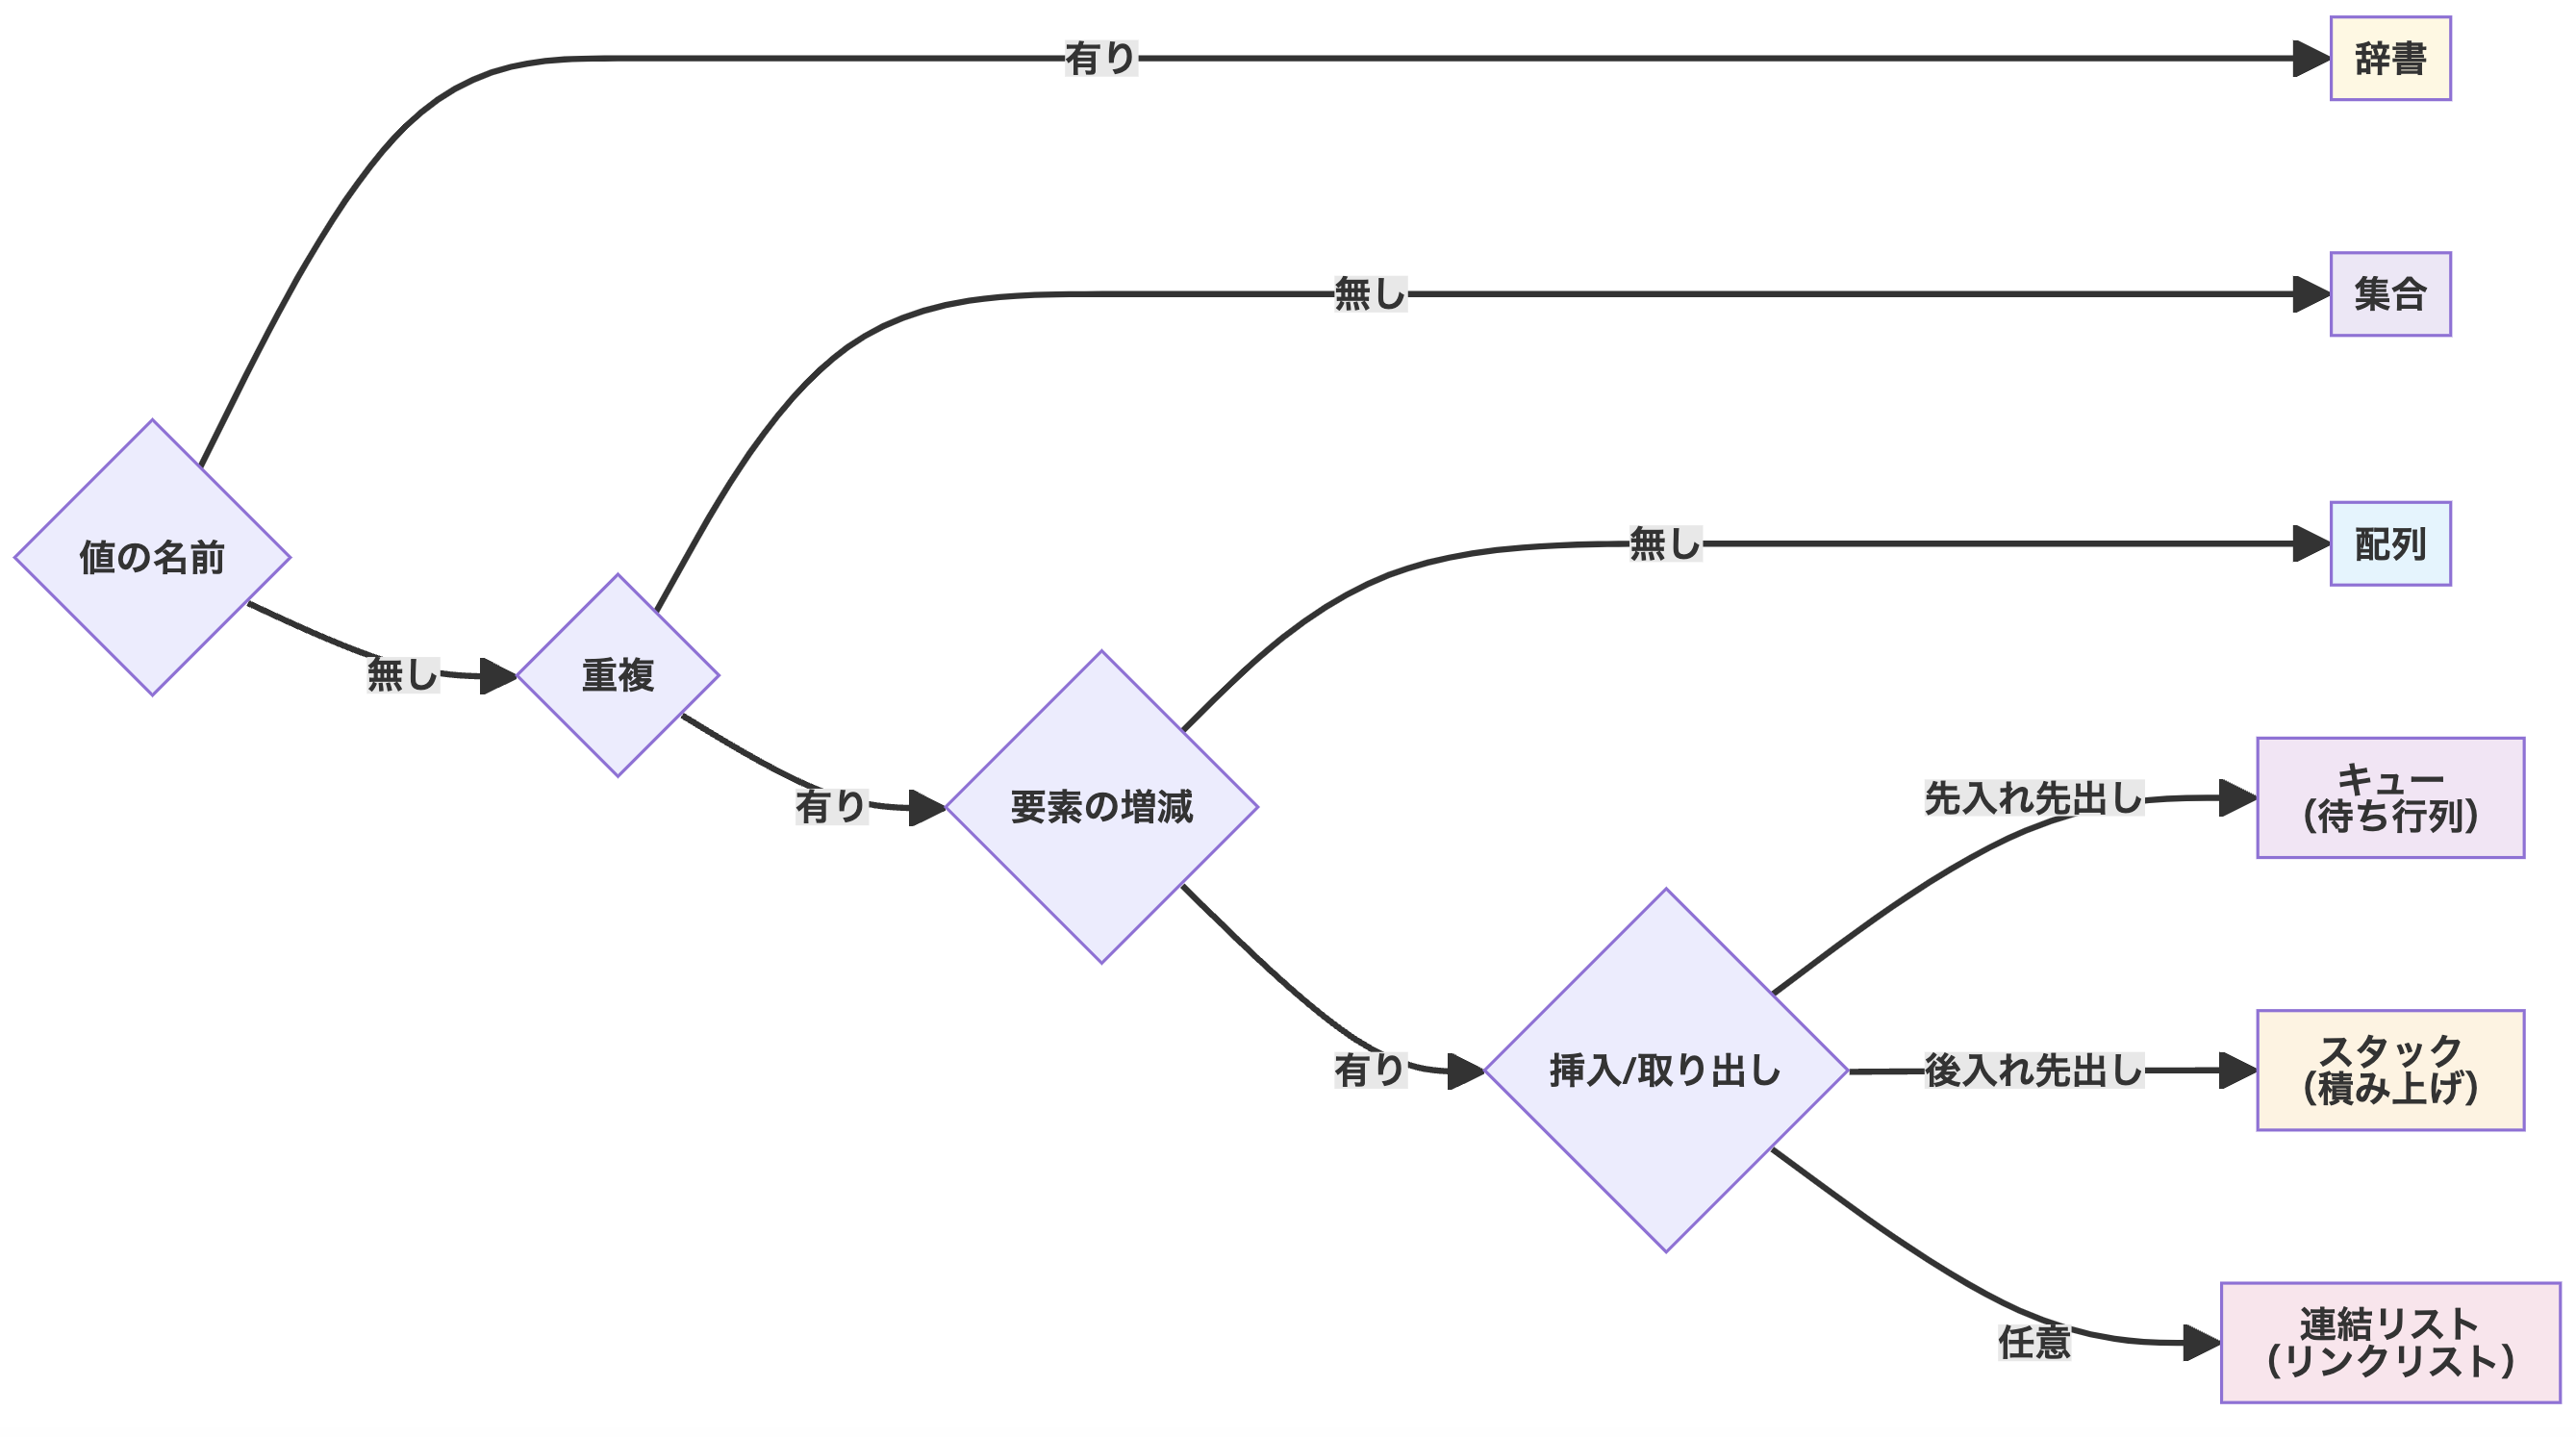 有り
辞書
無し
集合
無し
配列
値の名前
無し
重複
有り
要素の増減
先入れ先出し
キュー
（待ち行列）
有り
挿入/取り出し
後入れ先出し
スタック
（積み上げ）
任意
連結リスト
（リンクリスト）